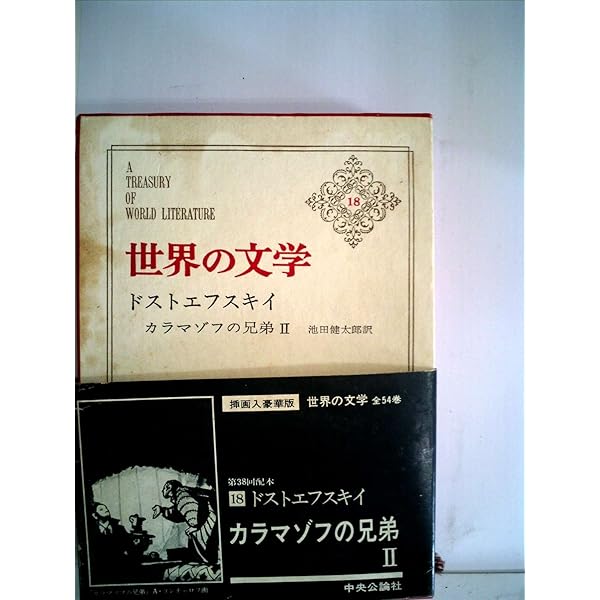 A
TREASURY
OF
WORLD LITERATURE
18
世界の文学
ドストエフスキイ
カラマゾフの兄弟 II 池田健太郎訳
挿画入豪華版 世界の文学 全54巻
第38回配本
18 ドストエフスキイ
カラマゾフの兄弟
II
中央公論社